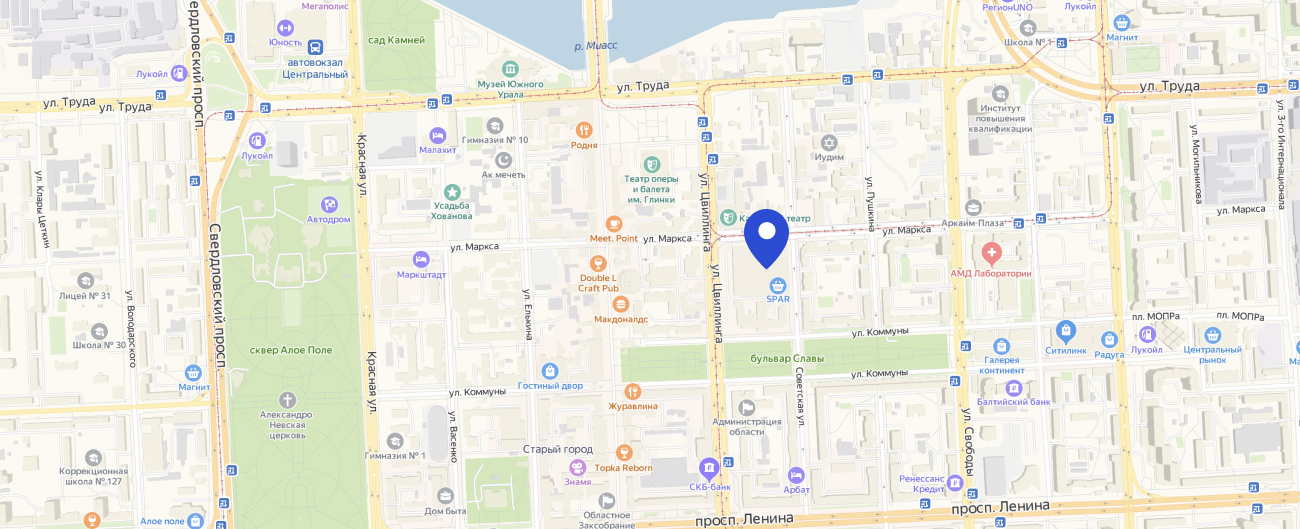 Мегаполис
РегионUNO
Лукойл
Магнит
Юность
сад Камней
р. Миасс
Школа № 1
автовокзал
Центральный
Лукойл
Музей Южного
Урала
ул. Труда
ул. Труда
ул. Труда
ул. Труда
Свердловский просп.
Институт
повышения
квалификации
ул. 3-го Интернационала
ул. Могильникова
Лукойл
Малахит
Гимназия № 10
Родня
Иудим
Ак мечеть
Красная ул.
Театр оперы
и балета
им. Глинки
ул. Цвиллинга
ул. Пушкина
ул. Клары Цеткин
Автодром
Усадьба
Хованова
Meet. Point
ул. Маркса
ул. Маркса
ул. Маркса
ул. Маркса
Аркаим Плаза
Свердловский просп.
Маркштадт
Double L
Craft Pub
ул. Цвиллинга
SPAR
АМД Лаборатории
Лицей № 31
ул. Володарского
ул. Елькина
Макдоналдс
Школа № 30
сквер Алое Поле
ул. Коммуны
пл. МОПРа
пл. МОПРа
Ситилинк
Радуга
Лукойл
Центральный
рынок
бульвар Славы
Галерея
континент
Магнит
Красная ул.
Гостиный двор
ул. Коммуны
ул. Коммуны
Советская ул.
Балтийский банк
Журавлина
Александро-
Невская
церковь
ул. Васенко
Администрация
области
ул. Свободы
Гимназия № 1
Старый город
Коррекционная
школа № 127
Знамя
Topka Reborn
СКБ-банк
Арбат
Ренессанс
Кредит
Дом быта
Алое поле
Областное
Заксобрание
просп. Ленина
просп. Ленина